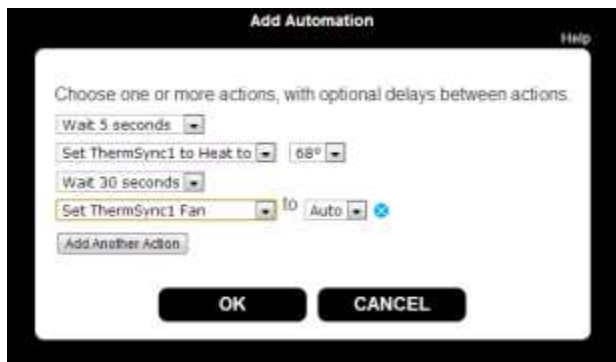 Add Automation
Help
Choose one or more actions, with optional delays between actions.
Wait 5 seconds
Set ThermSync1 to Heat to 68°
Wait 30 seconds
Set ThermSync1 Fan to Auto
Add Another Action
OK CANCEL